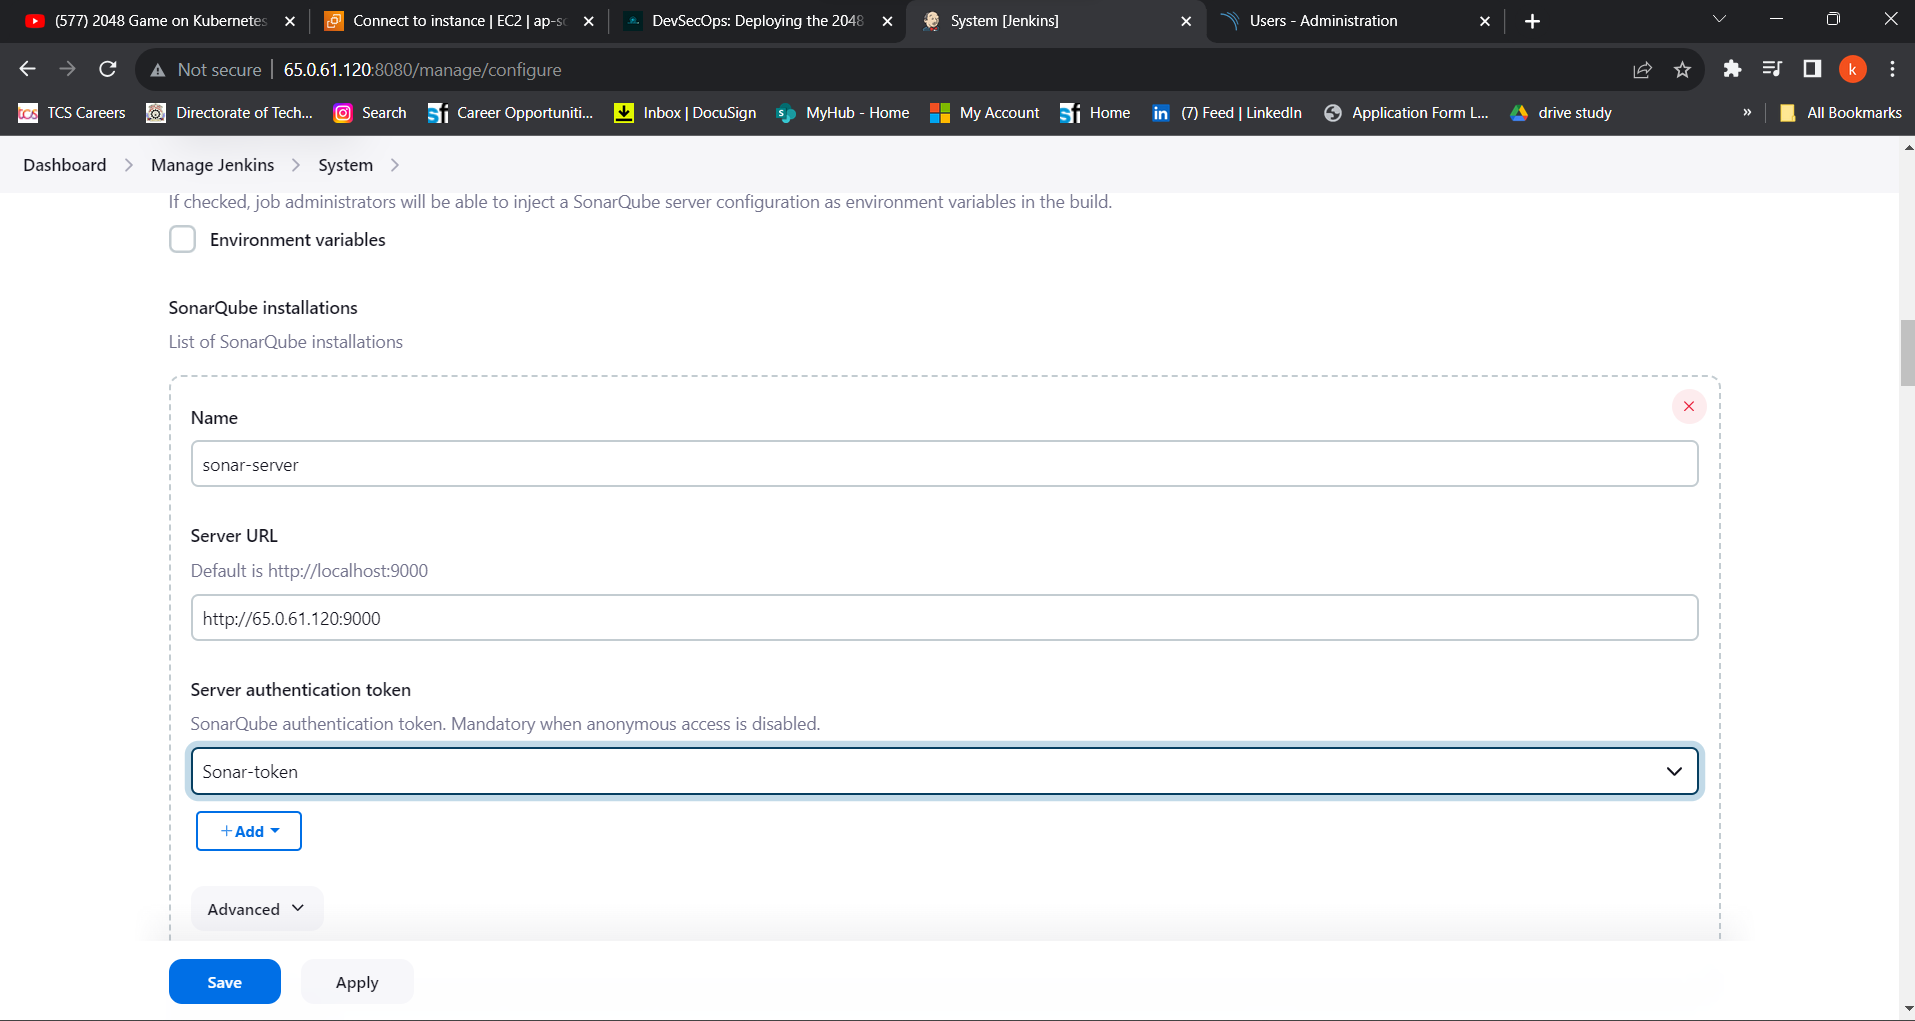 (577) 2048 Game on Kubernetes
Connect to instance | EC2 | ap-so
DevSecOps: Deploying the 2048
System [Jenkins]
Users - Administration
Not secure
65.0.61.120:8080/manage/configure
k
tcs TCS Careers
Directorate of Tech...
Search
Career Opportuniti...
Inbox | DocuSign
MyHub - Home
My Account
Home
(7) Feed | LinkedIn
Application Form L...
drive study
»
All Bookmarks
Dashboard
Manage Jenkins
System
If checked, job administrators will be able to inject a SonarQube server configuration as environment variables in the build.
Environment variables
SonarQube installations
List of SonarQube installations
Name
sonar-server
Server URL
Default is http://localhost:9000
http://65.0.61.120:9000
Server authentication token
SonarQube authentication token. Mandatory when anonymous access is disabled.
Sonar-token
+ Add
Advanced
Save
Apply